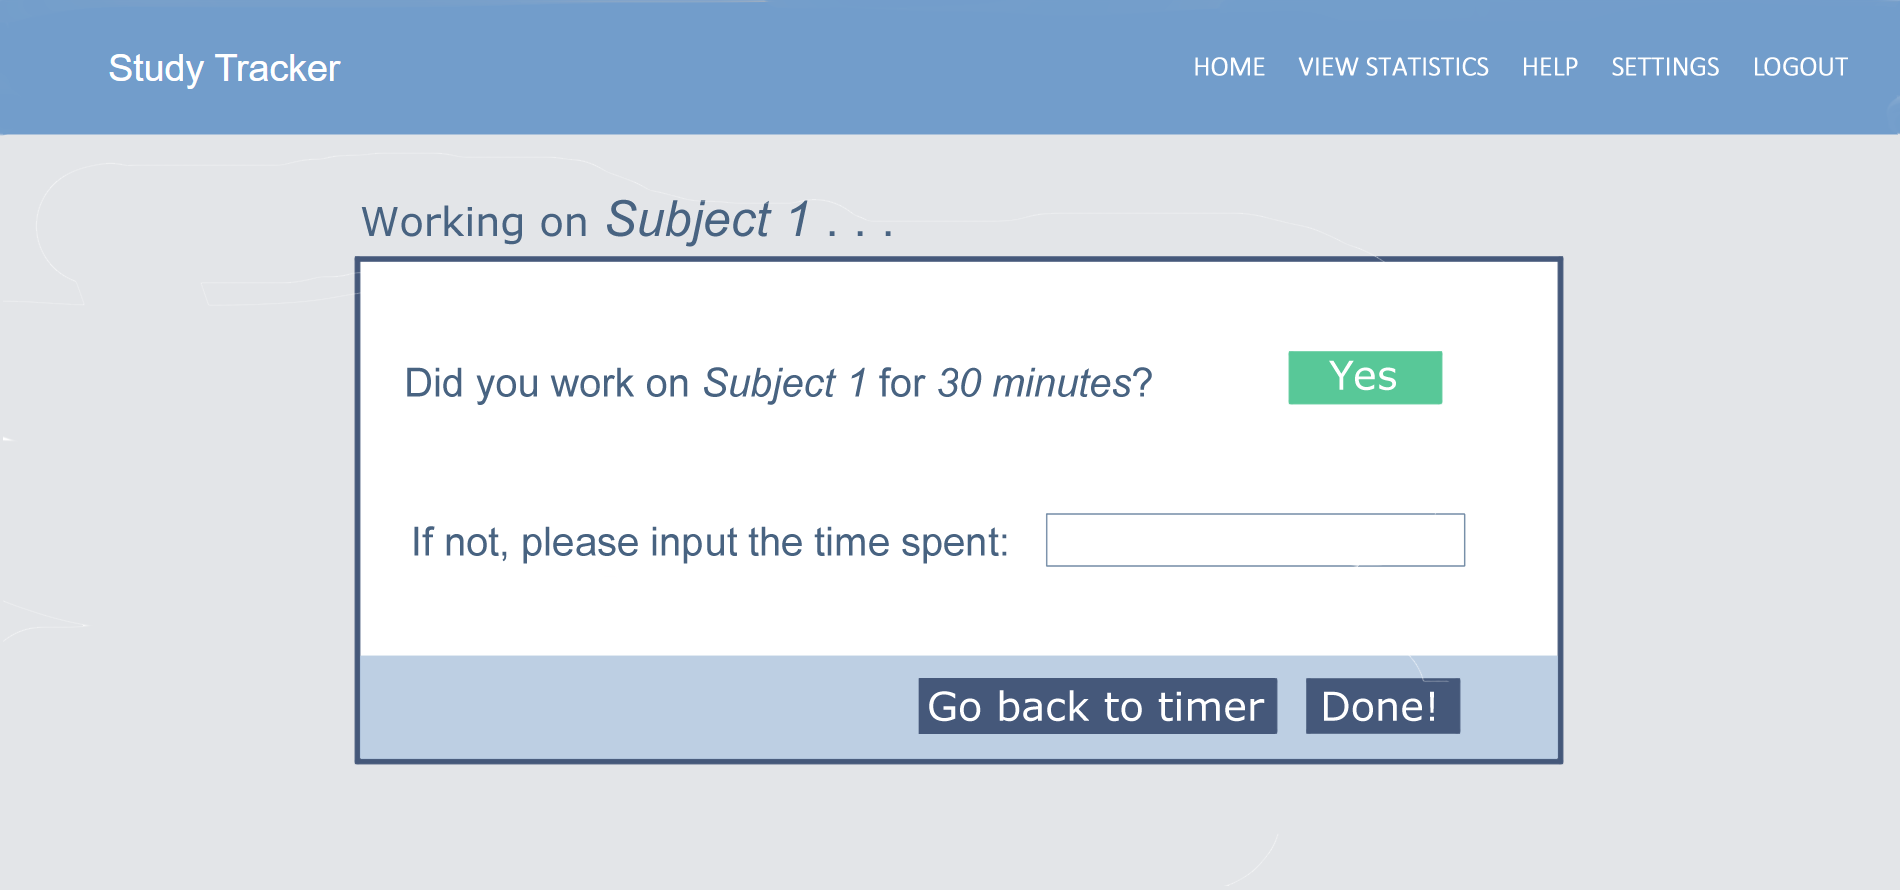 Study Tracker HOME VIEW STATISTICS HELP SETTINGS LOGOUT
Working on Subject 1 . . .
Did you work on Subject 1 for 30 minutes? Yes
If not, please input the time spent:
Go back to timer Done!